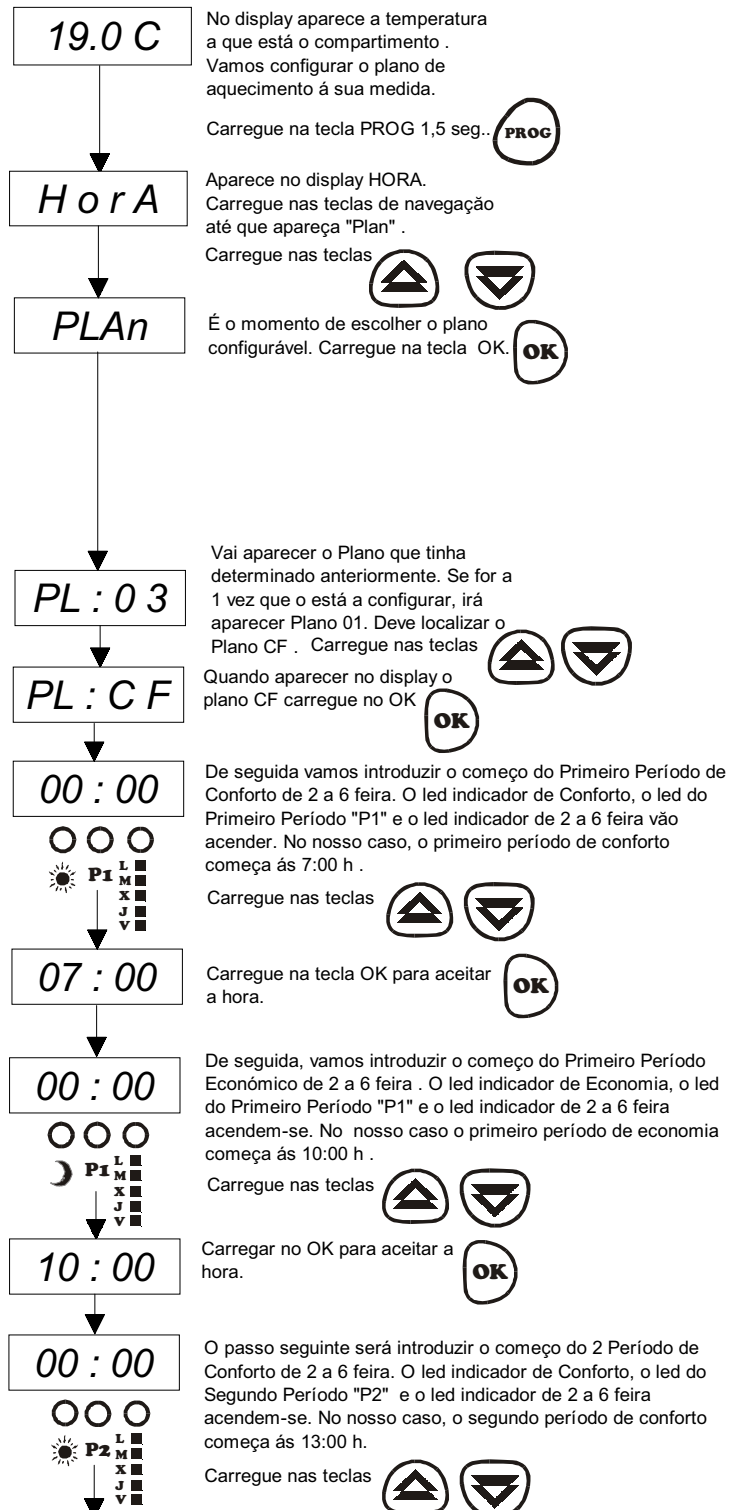 19.0 C
No display aparece a temperatura
a que está o compartimento .
Vamos configurar o plano de
aquecimento á sua medida.
Carregue na tecla PROG 1,5 seg..
PROG
H o r A
Aparece no display HORA.
Carregue nas teclas de navegaçăo
até que apareça "Plan" .
Carregue nas teclas
PLAn
É o momento de escolher o plano
configurável. Carregue na tecla  OK.
OK
PL : 0 3
Vai aparecer o Plano que tinha
determinado anteriormente. Se for a
1 vez que o está a configurar, irá
aparecer Plano 01. Deve localizar o
Plano CF .  Carregue nas teclas
PL : C F
Quando aparecer no display o
plano CF carregue no OK
OK
00 : 00
De seguida vamos introduzir o começo do Primeiro Período de
Conforto de 2 a 6 feira. O led indicador de Conforto, o led do
Primeiro Período "P1" e o led indicador de 2 a 6 feira văo
acender. No nosso caso, o primeiro período de conforto
começa ás 7:00 h .
P1
L
M
X
J
V
Carregue nas teclas
07 : 00
Carregue na tecla OK para aceitar
a hora.
OK
00 : 00
De seguida, vamos introduzir o começo do Primeiro Período
Económico de 2 a 6 feira . O led indicador de Economia, o led
do Primeiro Período "P1" e o led indicador de 2 a 6 feira
acendem-se. No  nosso caso o primeiro período de economia
começa ás 10:00 h .
P1
L
M
X
J
V
Carregue nas teclas
10 : 00
Carregar no OK para aceitar a
hora.
OK
00 : 00
O passo seguinte será introduzir o começo do 2 Período de
Conforto de 2 a 6 feira. O led indicador de Conforto, o led do
Segundo Período "P2"  e o led indicador de 2 a 6 feira
acendem-se. No nosso caso, o segundo período de conforto
começa ás 13:00 h.
P2
L
M
X
J
V
Carregue nas teclas